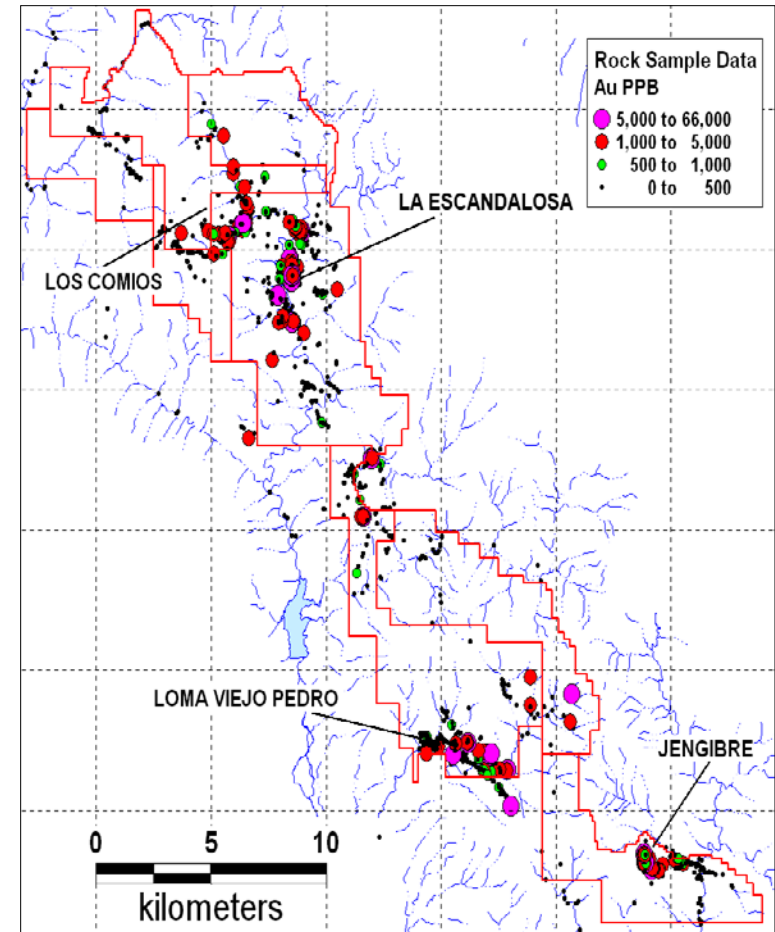 Rock Sample Data
Au PPB
5,000 to 66,000
1,000 to 5,000
500 to 1,000
0 to 500
LA ESCANDALOSA
LOS COMIOS
LOMA VIEJO PEDRO
JENGIBRE
0 5 10
kilometers